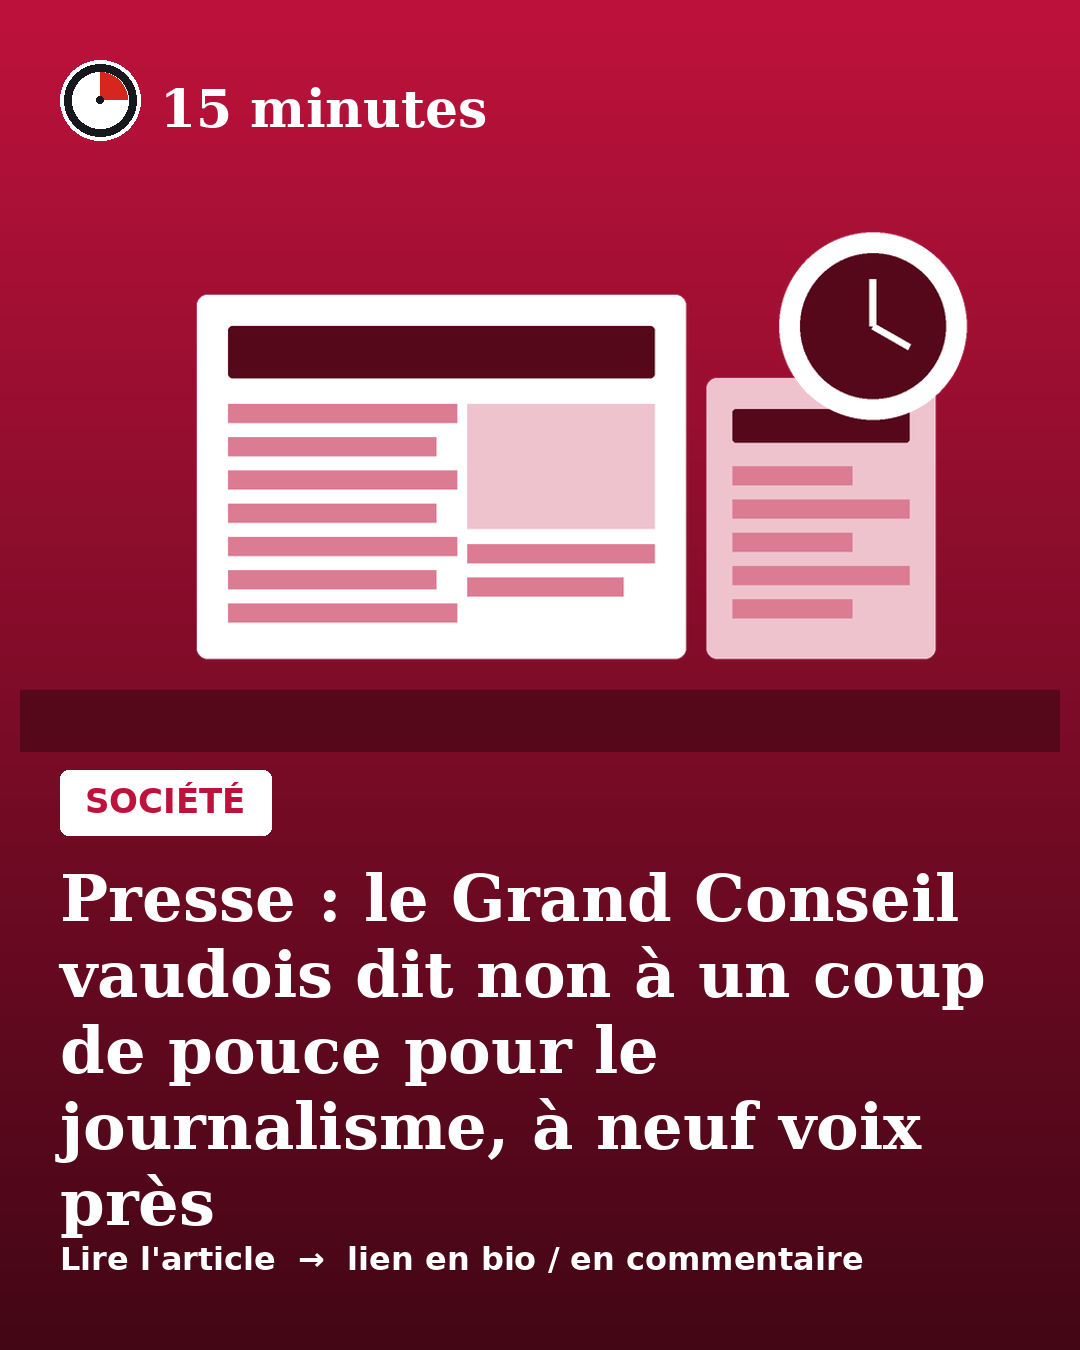 15 minutes
SOCIÉTÉ
Presse : le Grand Conseil
vaudois dit non à un coup
de pouce pour le
journalisme, à neuf voix
près
Lire l'article → lien en bio / en commentaire